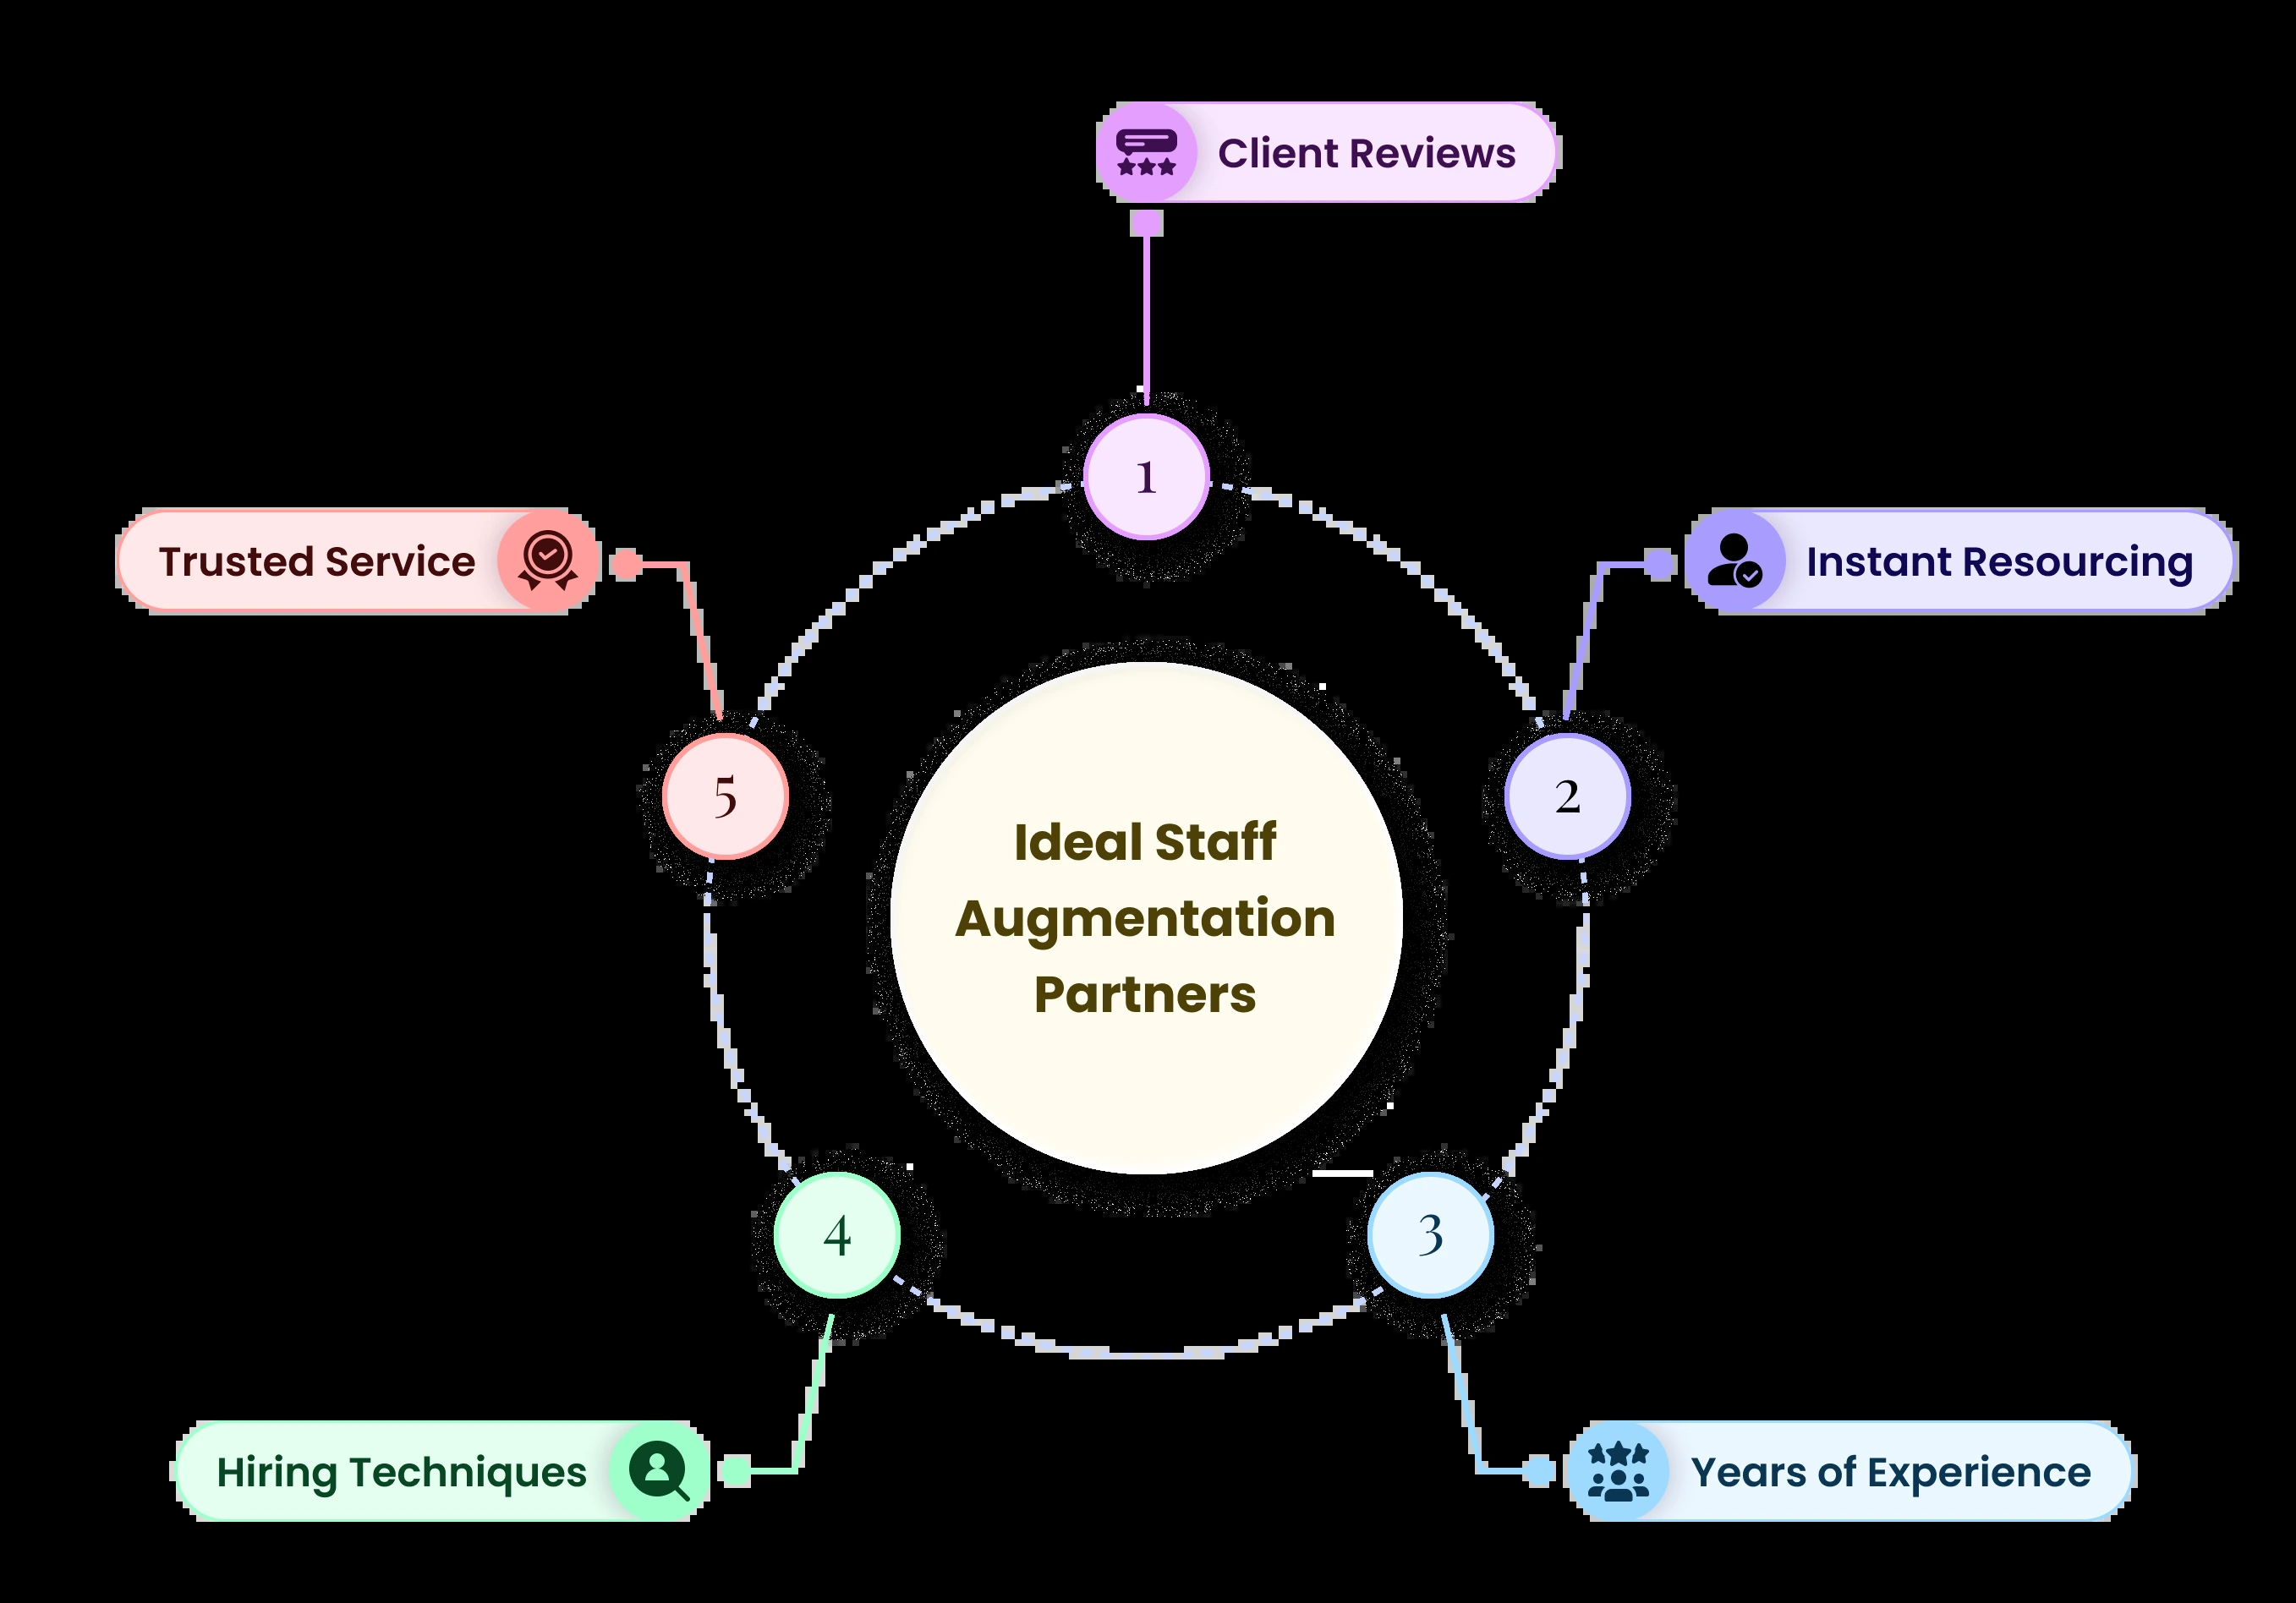 Client Reviews
1
Trusted Service
Instant Resourcing
5
2
Ideal Staff
Augmentation
Partners
4
3
Hiring Techniques
Years of Experience